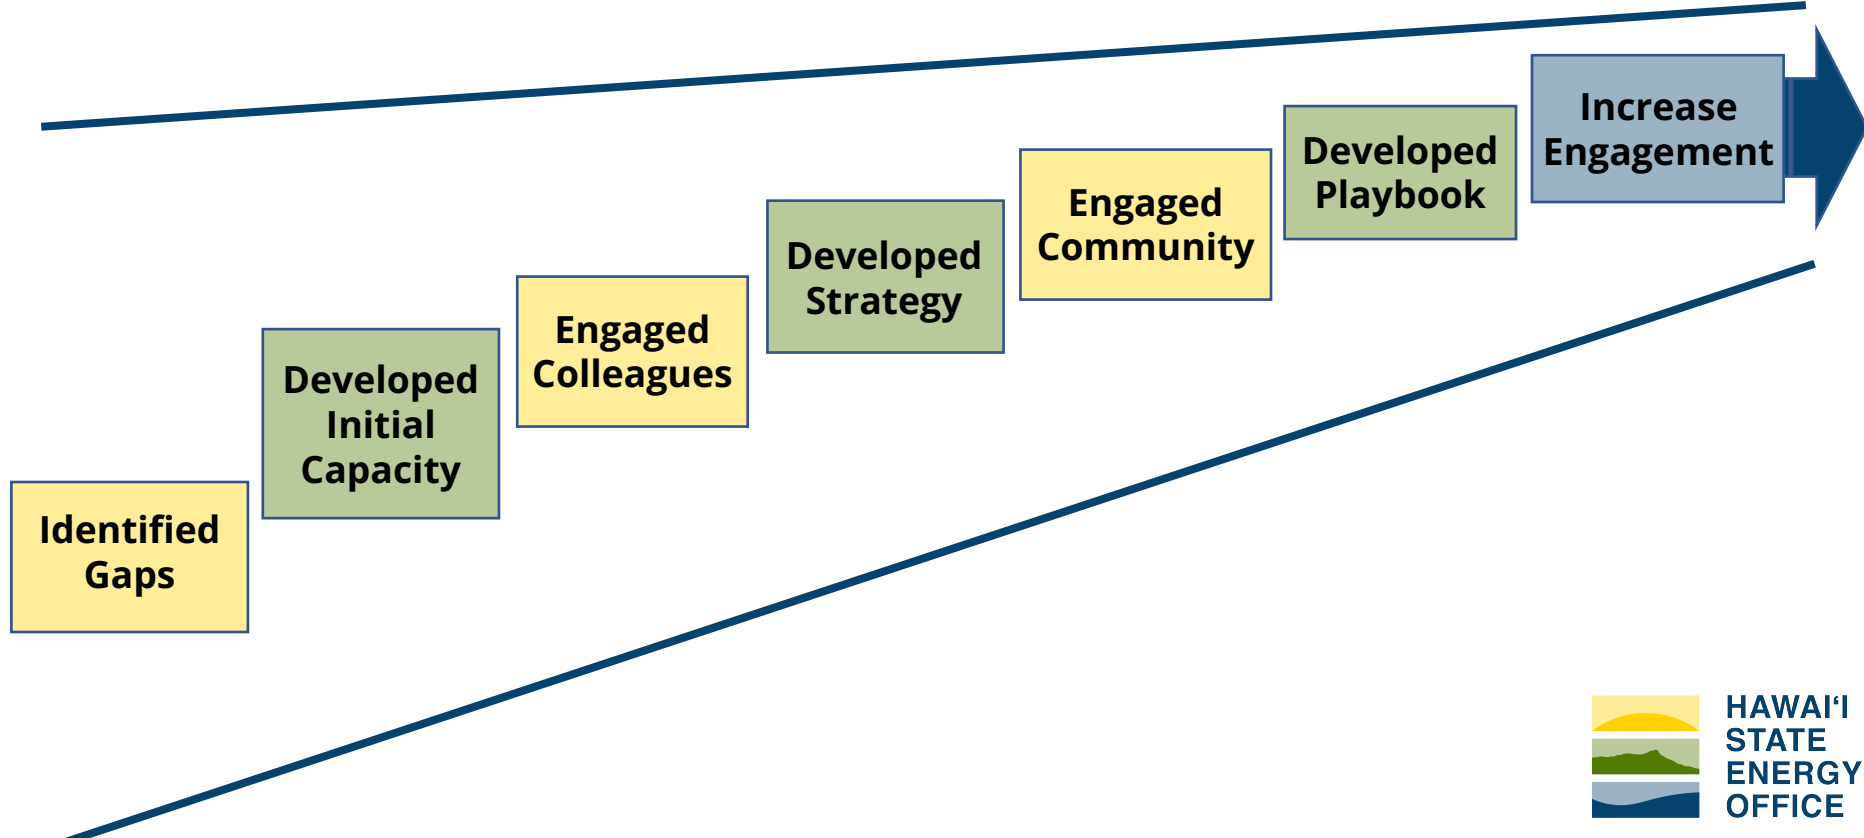 Identified
Gaps
Developed
Initial
Capacity
Engaged
Colleagues
Developed
Strategy
Engaged
Community
Developed
Playbook
Increase
Engagement
HAWAIʻI
STATE
ENERGY
OFFICE